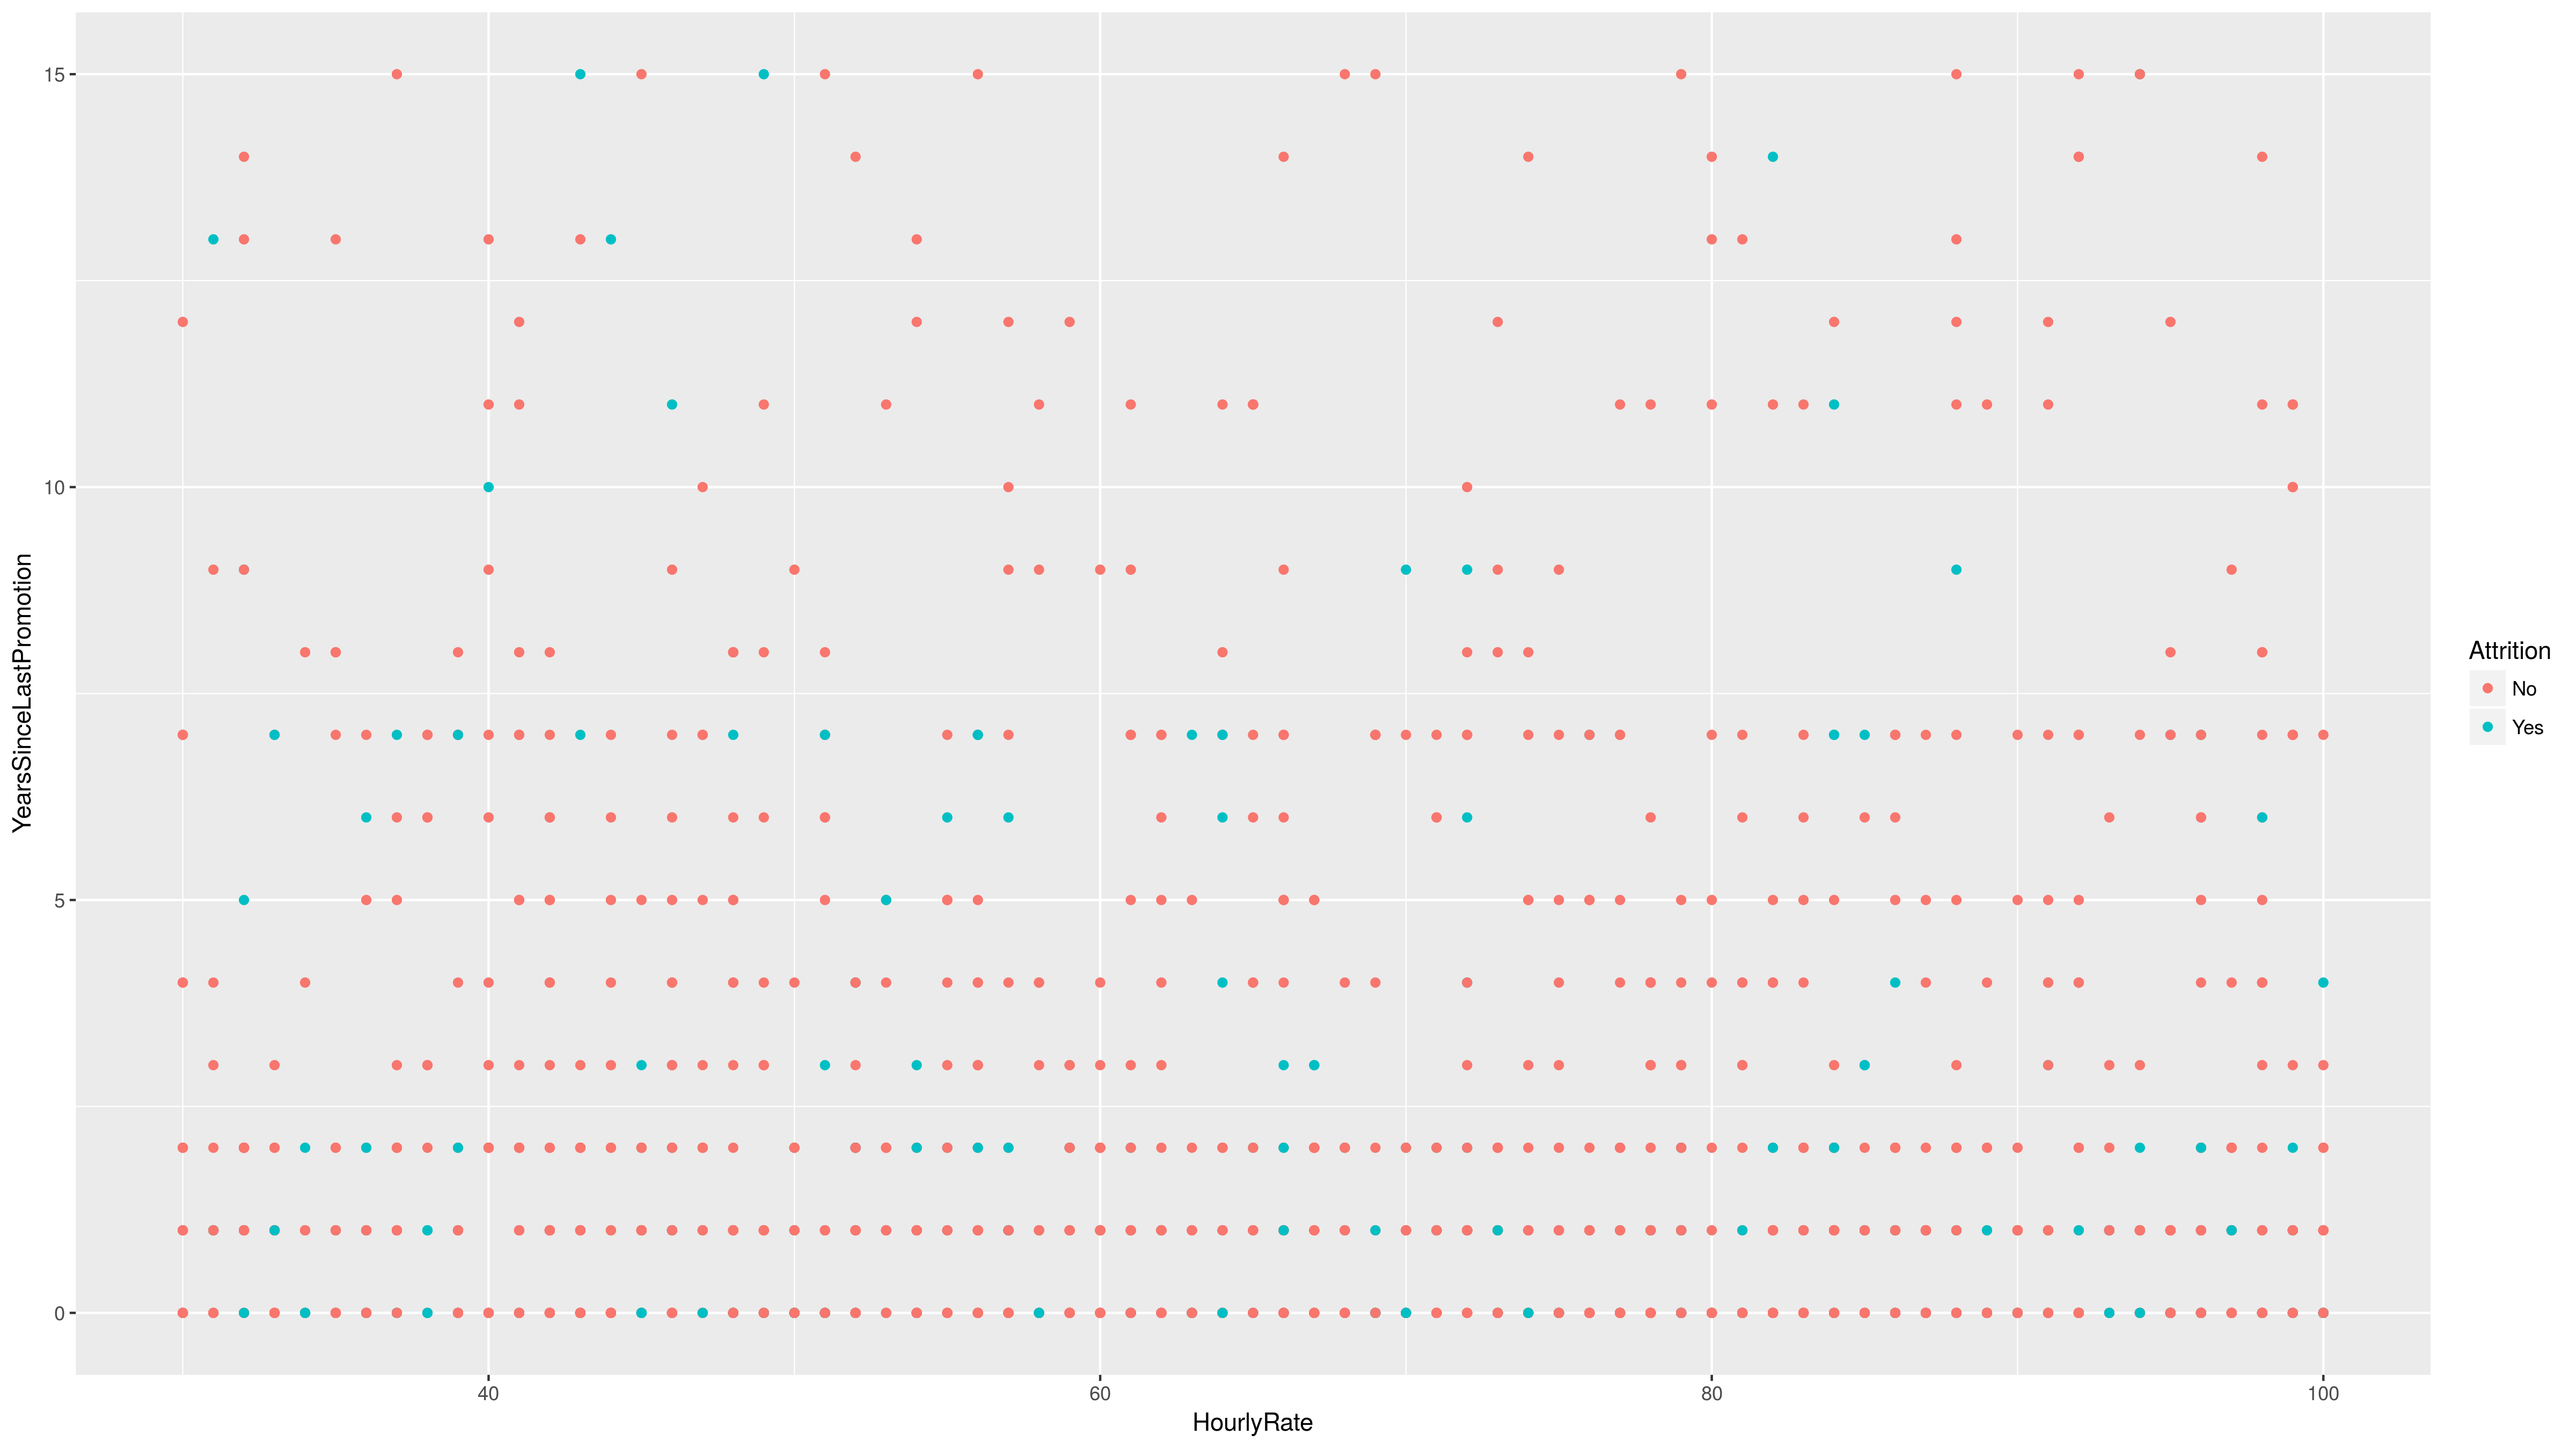 YearsSinceLastPromotion
15
10
5
0
40
60
80
100
HourlyRate
Attrition
No
Yes